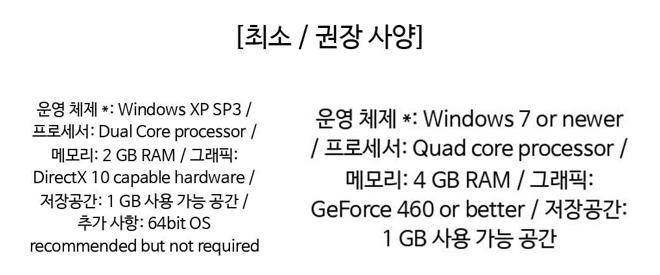 [최소 / 권장 사양]
운영 체제 *: Windows XP SP3 /
프로세서: Dual Core processor /
메모리: 2 GB RAM / 그래픽:
DirectX 10 capable hardware /
저장공간: 1 GB 사용 가능 공간 /
추가 사항: 64bit OS
recommended but not required
운영 체제 *: Windows 7 or newer
/ 프로세서: Quad core processor /
메모리: 4 GB RAM / 그래픽:
GeForce 460 or better / 저장공간:
1 GB 사용 가능 공간